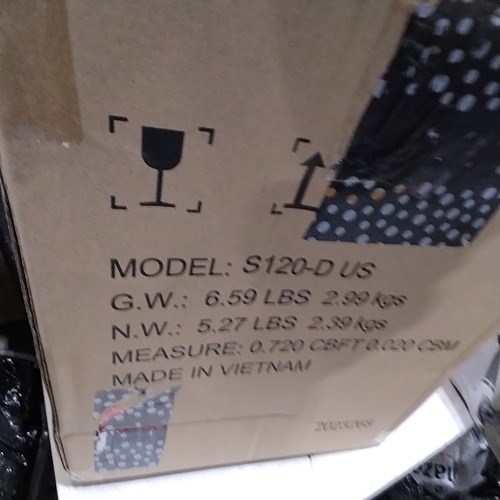 MODEL: S120-D US
G.W.: 6.59 LBS 2.99 kgs
N.W.: 5.27 LBS 2.39 kgs
MEASURE: 0.720 CBFT 0.020 CBM
MADE IN VIETNAM